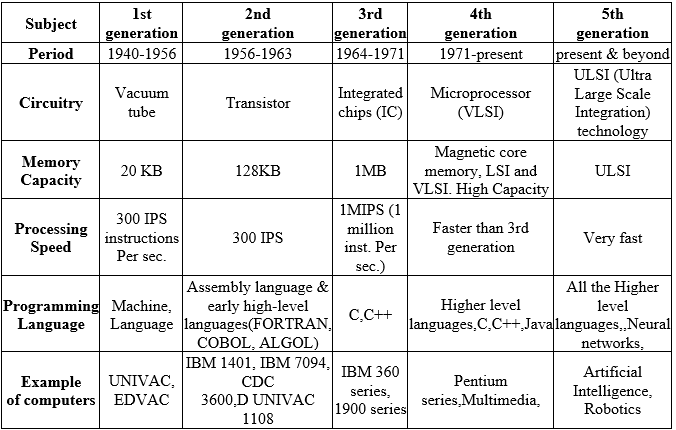 Subject
1st
generation
2nd
generation
3rd
generation
4th
generation
5th
generation
Period
1940-1956
1956-1963
1964-1971
1971-present
present & beyond
Circuitry
Vacuum
tube
Transistor
Integrated
chips (IC)
Microprocessor
(VLSI)
ULSI (Ultra
Large Scale
Integration)
technology
Memory
Capacity
20 KB
128KB
1MB
Magnetic core
memory, LSI and
VLSI. High Capacity
ULSI
Processing
Speed
300 IPS
instructions
Per sec.
300 IPS
1MIPS (1
million
inst. Per
sec.)
Faster than 3rd
generation
Very fast
Programming
Language
Machine,
Language
Assembly language &
early high-level
languages(FORTRAN,
COBOL, ALGOL)
C,C++
Higher level
languages,C,C++,Java
All the Higher
level
languages,,Neural
networks,
Example
of computers
UNIVAC,
EDVAC
IBM 1401, IBM 7094,
CDC
3600,D UNIVAC
1108
IBM 360
series,
1900 series
Pentium
series,Multimedia,
Artificial
Intelligence,
Robotics